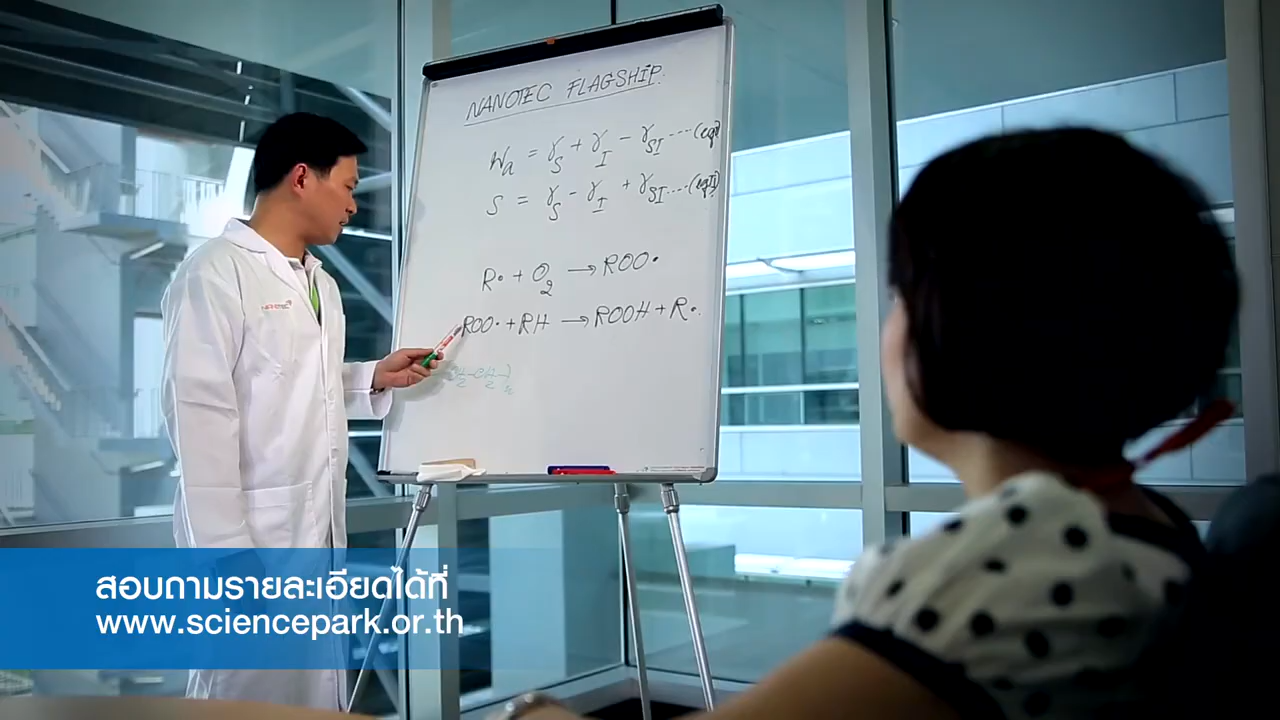 NANOTEC FLAGSHIP
Wa = γS + γI − γSI ---- (eqI)
S = γS − γI + γSI .... (eqII)
R• + O2 → ROO•
ROO• + RH → ROOH + R•
สอบถามรายละเอียดได้ที่
www.sciencepark.or.th